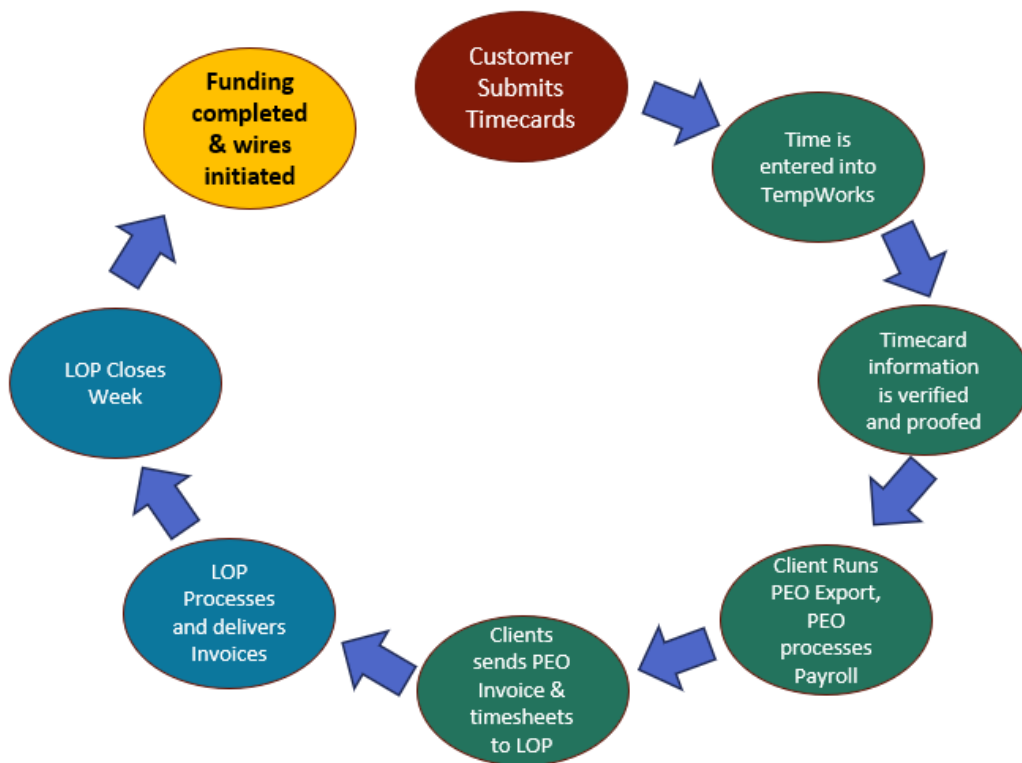 Customer
Submits
Timecards
Time is
entered into
TempWorks
Timecard
information
is verified
and proofed
Client Runs
PEO Export,
PEO
processes
Payroll
Clients
sends PEO
Invoice &
timesheets
to LOP
LOP
Processes
and delivers
Invoices
LOP Closes
Week
Funding
completed
& wires
initiated